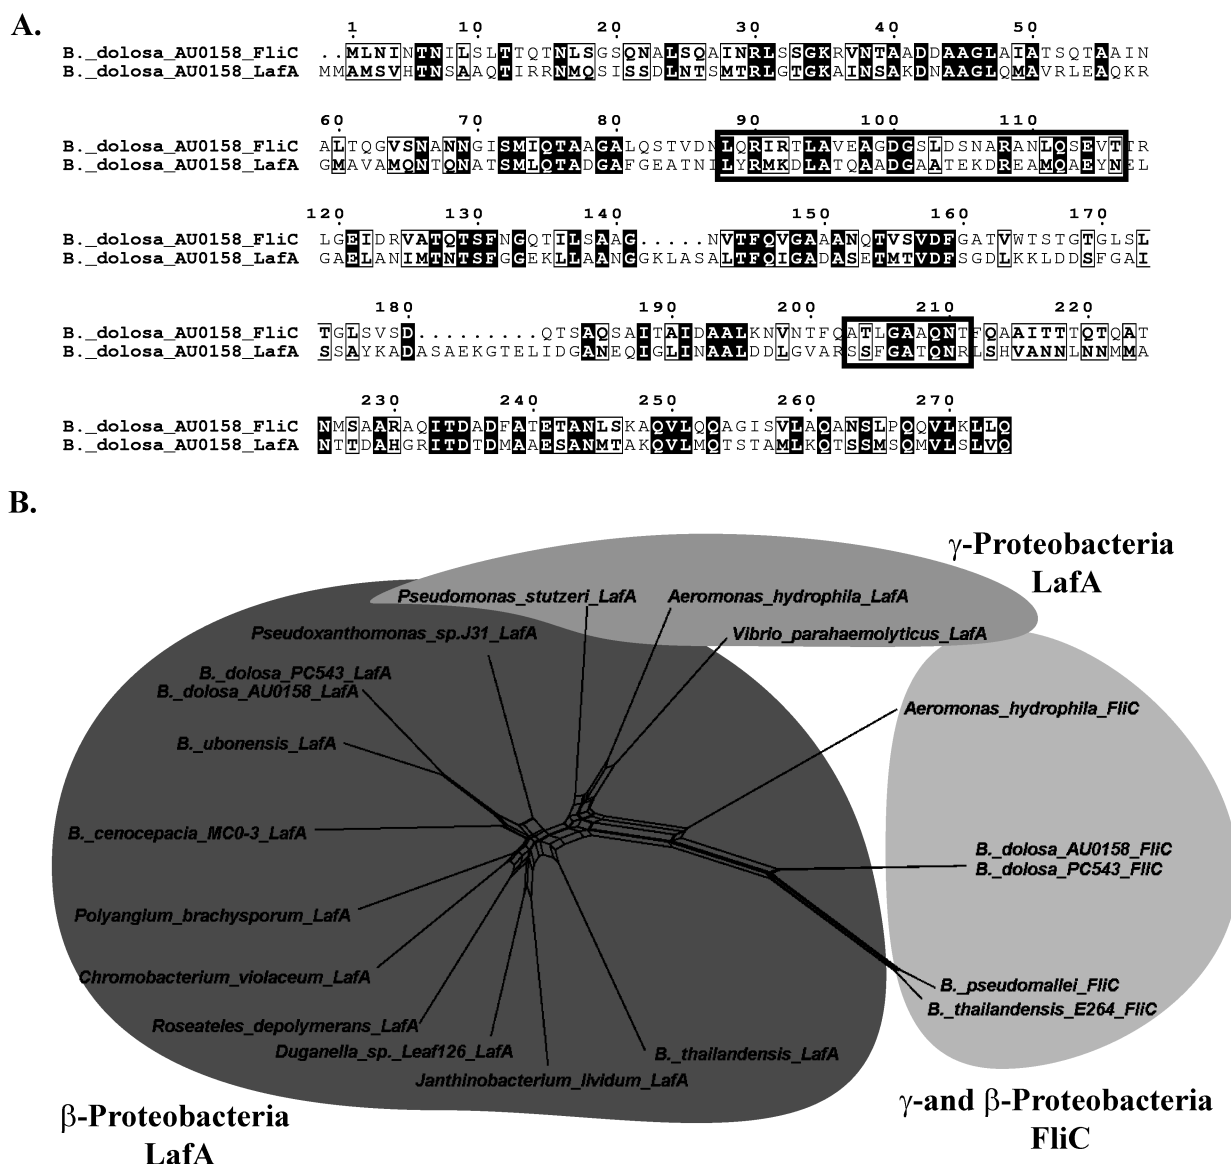 A.
1 10 20 30 40 50
B._dolosa_AU0158_FliC ..MLNINTNILSLTTQTNLSGSQNALSQAINRLSSGKRVNTAADDAAGLAIATSQTAAIN
B._dolosa_AU0158_LafA MMAMSVHTNSAAQTIRRNMQSISSDLNTSMTRLGTGKAINSAKDNAAGLQMAVRLEAQKR
60 70 80 90 100 110
B._dolosa_AU0158_FliC ALTQGVSNANNGISMIQTAAGALQSTVDNLQRIRTLAVEAGDGSLDSNARANLQSEVTTR
B._dolosa_AU0158_LafA GMAVAMQNTQNATSMLQTADGAFGEATNILYRMKDLATQAADGAATEKDREAMQAEYNEL
120 130 140 150 160 170
B._dolosa_AU0158_FliC LGEIDRVATQTSFNGQTILSAAG.....NVTFQVGAAANQTVSVDFGATVWTSTGTGLSL
B._dolosa_AU0158_LafA GAELANIMTNTSFGGEKLLAANGGKLASALTFQIGADASETMTVDFSGDLKKLDDSFGAI
180 190 200 210 220
B._dolosa_AU0158_FliC TGLSVSD.........QTSAQSAITAIDAALKNVNTFQATLGAAQNTFQAAITTTQTQAT
B._dolosa_AU0158_LafA SSAYKADASAEKGTELIDGANEQIGLINAALDDLGVARSSFGATQNRLSHVANNLNNMMA
230 240 250 260 270
B._dolosa_AU0158_FliC NMSAARAQITDADFATETANLSKAQVLQQAGISVLAQANSLPQQVLKLLQ
B._dolosa_AU0158_LafA NTTDAHGRITDTDMAAESANMTAKQVLMQTSTAMLKQTSSMSQMVLSLVQ
B.
γ-Proteobacteria
LafA
Pseudomonas_stutzeri_LafA
Aeromonas_hydrophila_LafA
Pseudoxanthomonas_sp.J31_LafA
Vibrio_parahaemolyticus_LafA
B._dolosa_PC543_LafA
B._dolosa_AU0158_LafA
Aeromonas_hydrophila_FliC
B._ubonensis_LafA
B._cenocepacia_MC0-3_LafA
B._dolosa_AU0158_FliC
B._dolosa_PC543_FliC
Polyangium_brachysporum_LafA
Chromobacterium_violaceum_LafA
B._pseudomallei_FliC
B._thailandensis_E264_FliC
Roseateles_depolymerans_LafA
Duganella_sp._Leaf126_LafA
B._thailandensis_LafA
Janthinobacterium_lividum_LafA
β-Proteobacteria
LafA
γ-and β-Proteobacteria
FliC